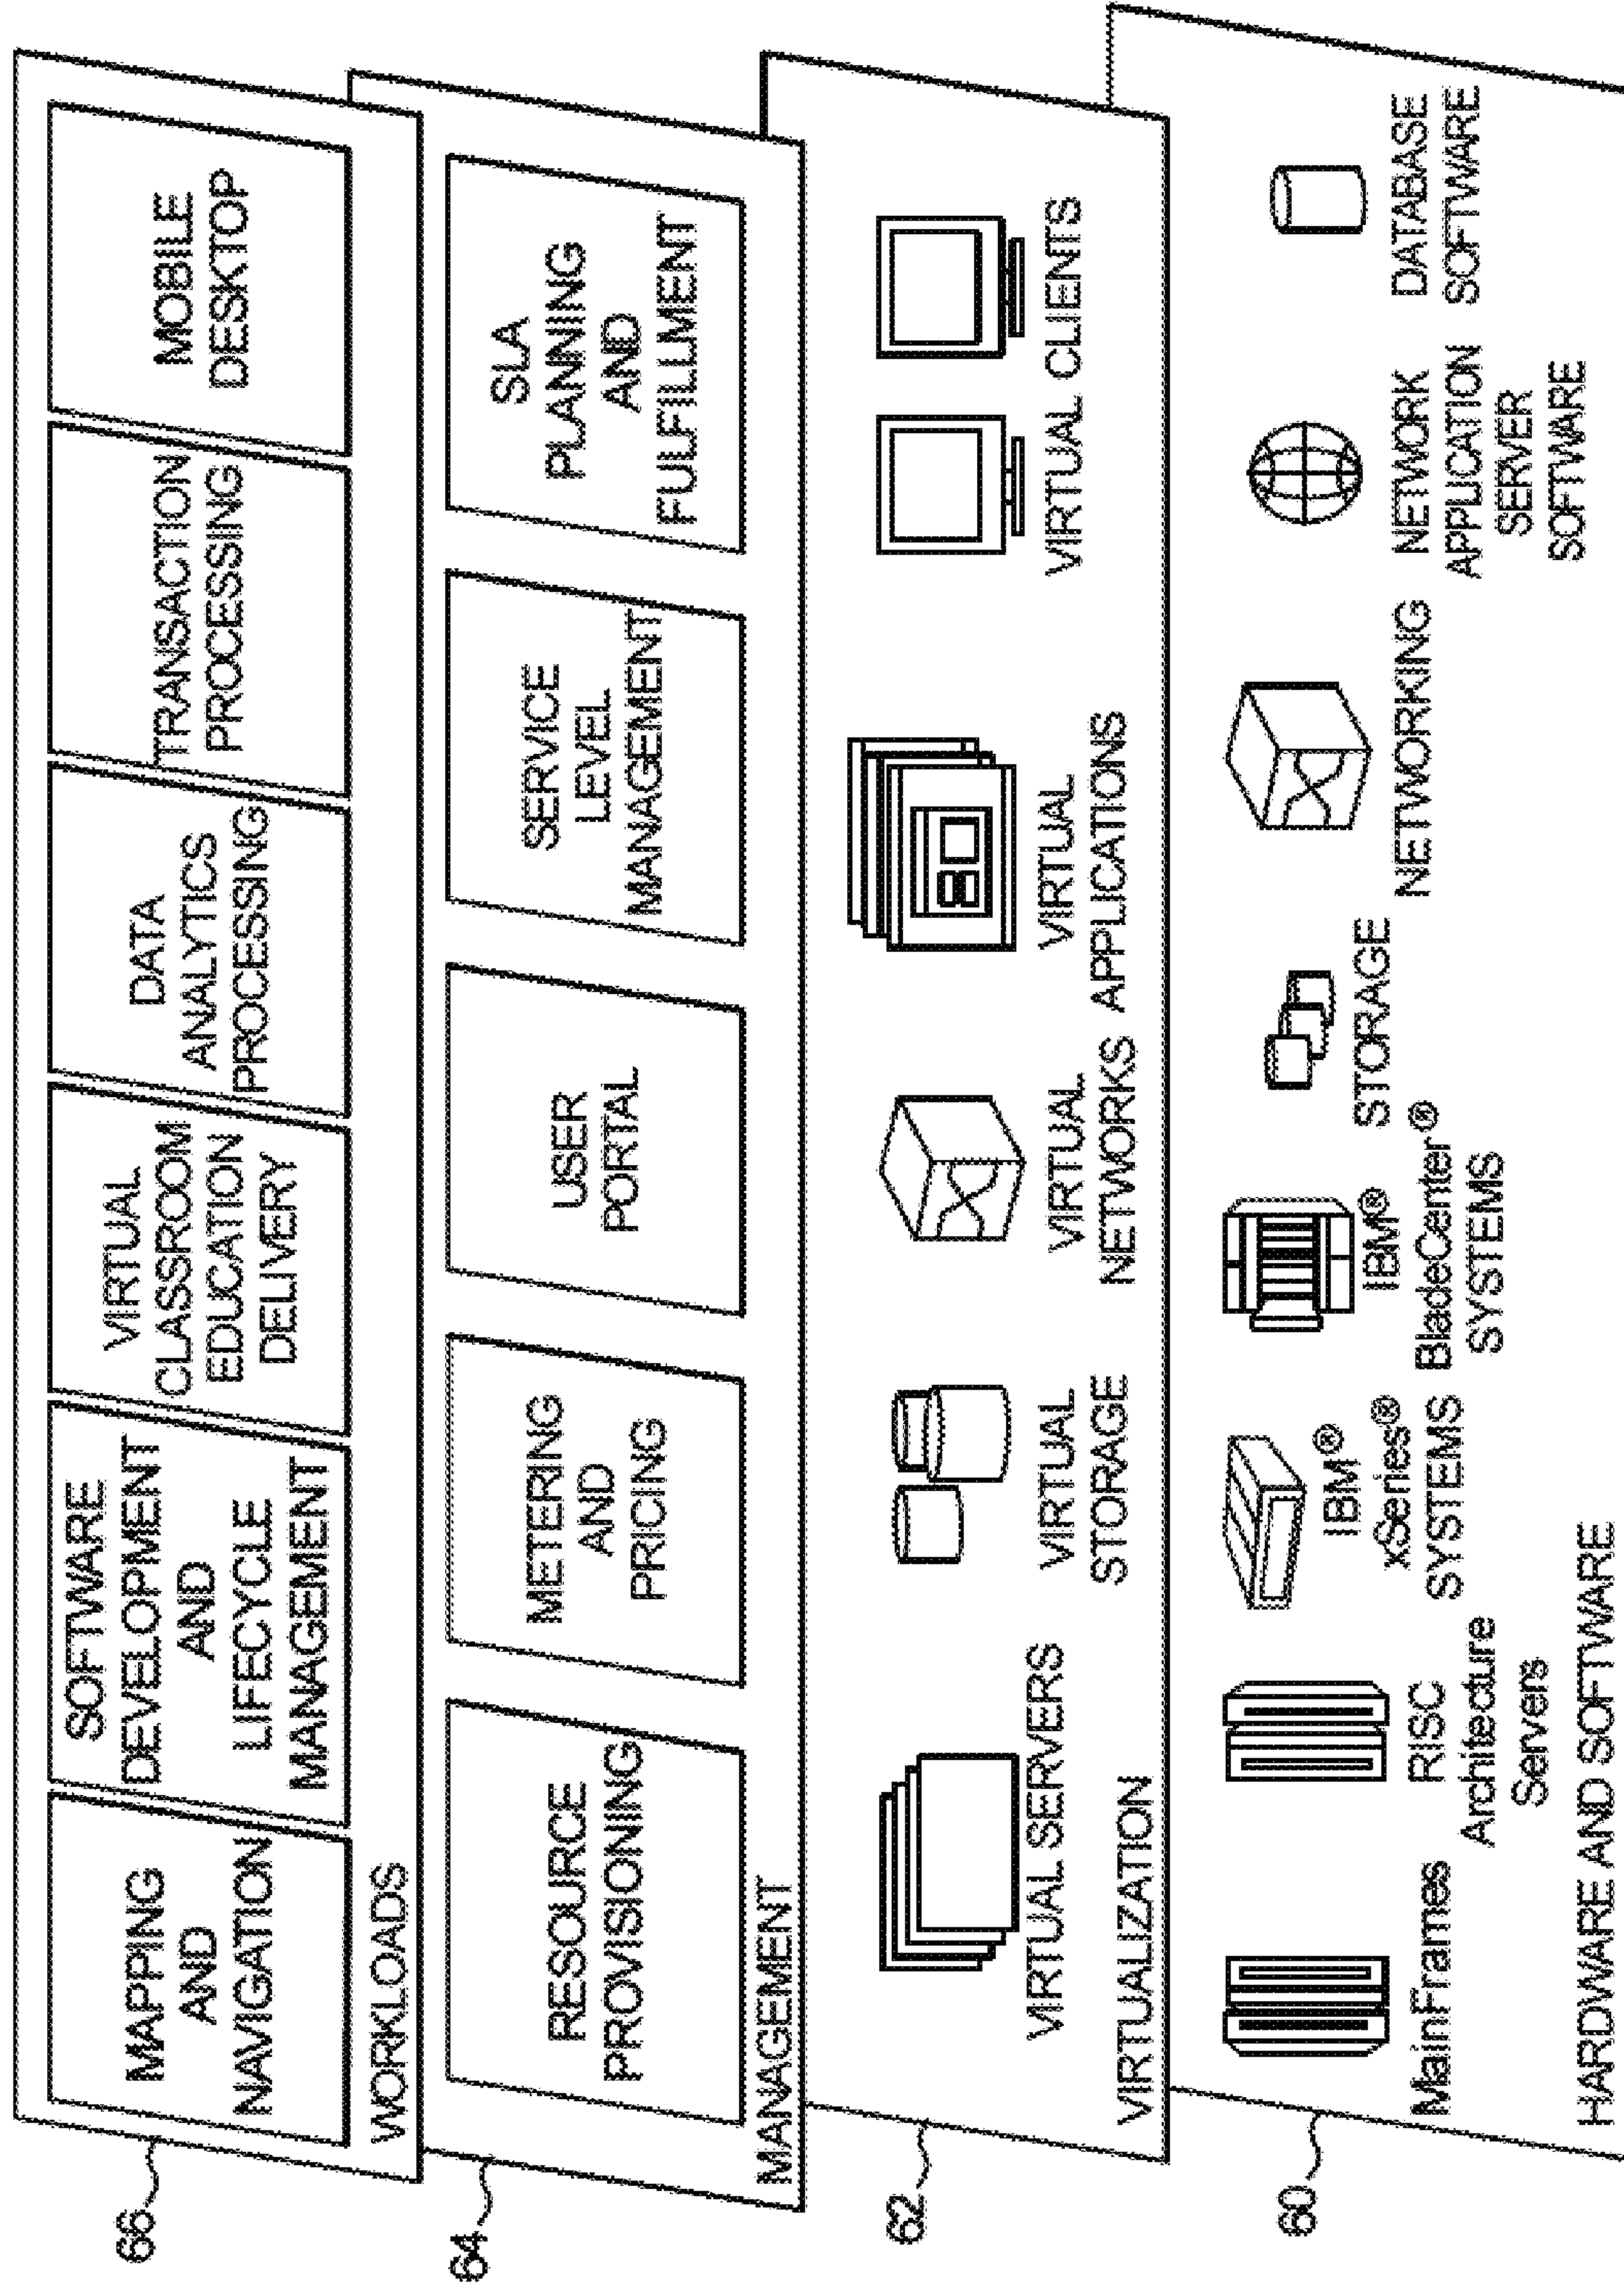 66
MAPPING
AND
NAVIGATION
SOFTWARE
DEVELOPMENT
AND
LIFECYCLE
MANAGEMENT
VIRTUAL
CLASSROOM
EDUCATION
DELIVERY
DATA
ANALYTICS
PROCESSING
TRANSACTION
PROCESSING
MOBILE
DESKTOP
WORKLOADS
64
RESOURCE
PROVISIONING
METERING
AND
PRICING
USER
PORTAL
SERVICE
LEVEL
MANAGEMENT
SLA
PLANNING
AND
FULFILLMENT
MANAGEMENT
62
VIRTUAL SERVERS
VIRTUAL
STORAGE
VIRTUAL
NETWORKS
VIRTUAL
APPLICATIONS
VIRTUAL CLIENTS
VIRTUALIZATION
60
MainFrames
RISC
Architecture
Servers
IBM®
xSeries®
SYSTEMS
IBM®
BladeCenter®
SYSTEMS
STORAGE
NETWORKING
NETWORK
APPLICATION
SERVER
SOFTWARE
DATABASE
SOFTWARE
HARDWARE AND SOFTWARE